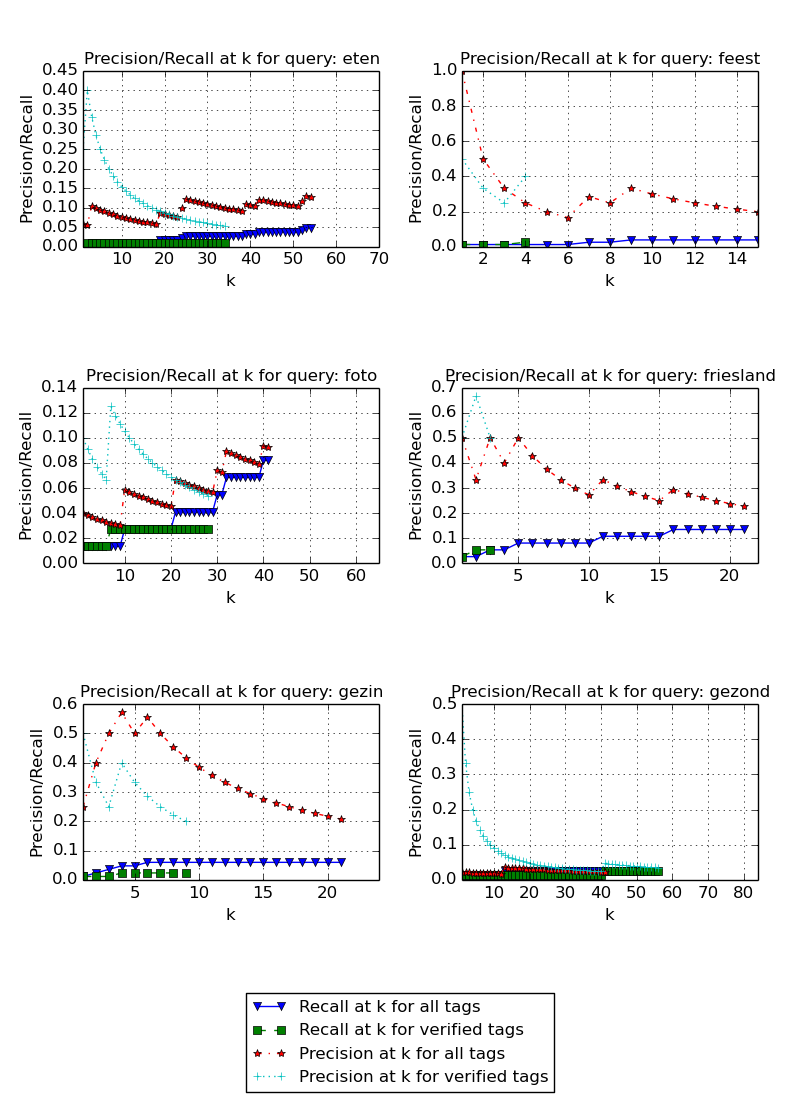 Precision/Recall at k for query: eten
Precision/Recall
0.45
0.40
0.35
0.30
0.25
0.20
0.15
0.10
0.05
0.00
10 20 30 40 50 60 70
k
Precision/Recall at k for query: feest
Precision/Recall
1.0
0.8
0.6
0.4
0.2
0.0
2 4 6 8 10 12 14
k
Precision/Recall at k for query: foto
Precision/Recall
0.14
0.12
0.10
0.08
0.06
0.04
0.02
0.00
10 20 30 40 50 60
k
Precision/Recall at k for query: friesland
Precision/Recall
0.7
0.6
0.5
0.4
0.3
0.2
0.1
0.0
5 10 15 20
k
Precision/Recall at k for query: gezin
Precision/Recall
0.6
0.5
0.4
0.3
0.2
0.1
0.0
5 10 15 20
k
Precision/Recall at k for query: gezond
Precision/Recall
0.5
0.4
0.3
0.2
0.1
0.0
10 20 30 40 50 60 70 80
k
Recall at k for all tags
Recall at k for verified tags
Precision at k for all tags
Precision at k for verified tags